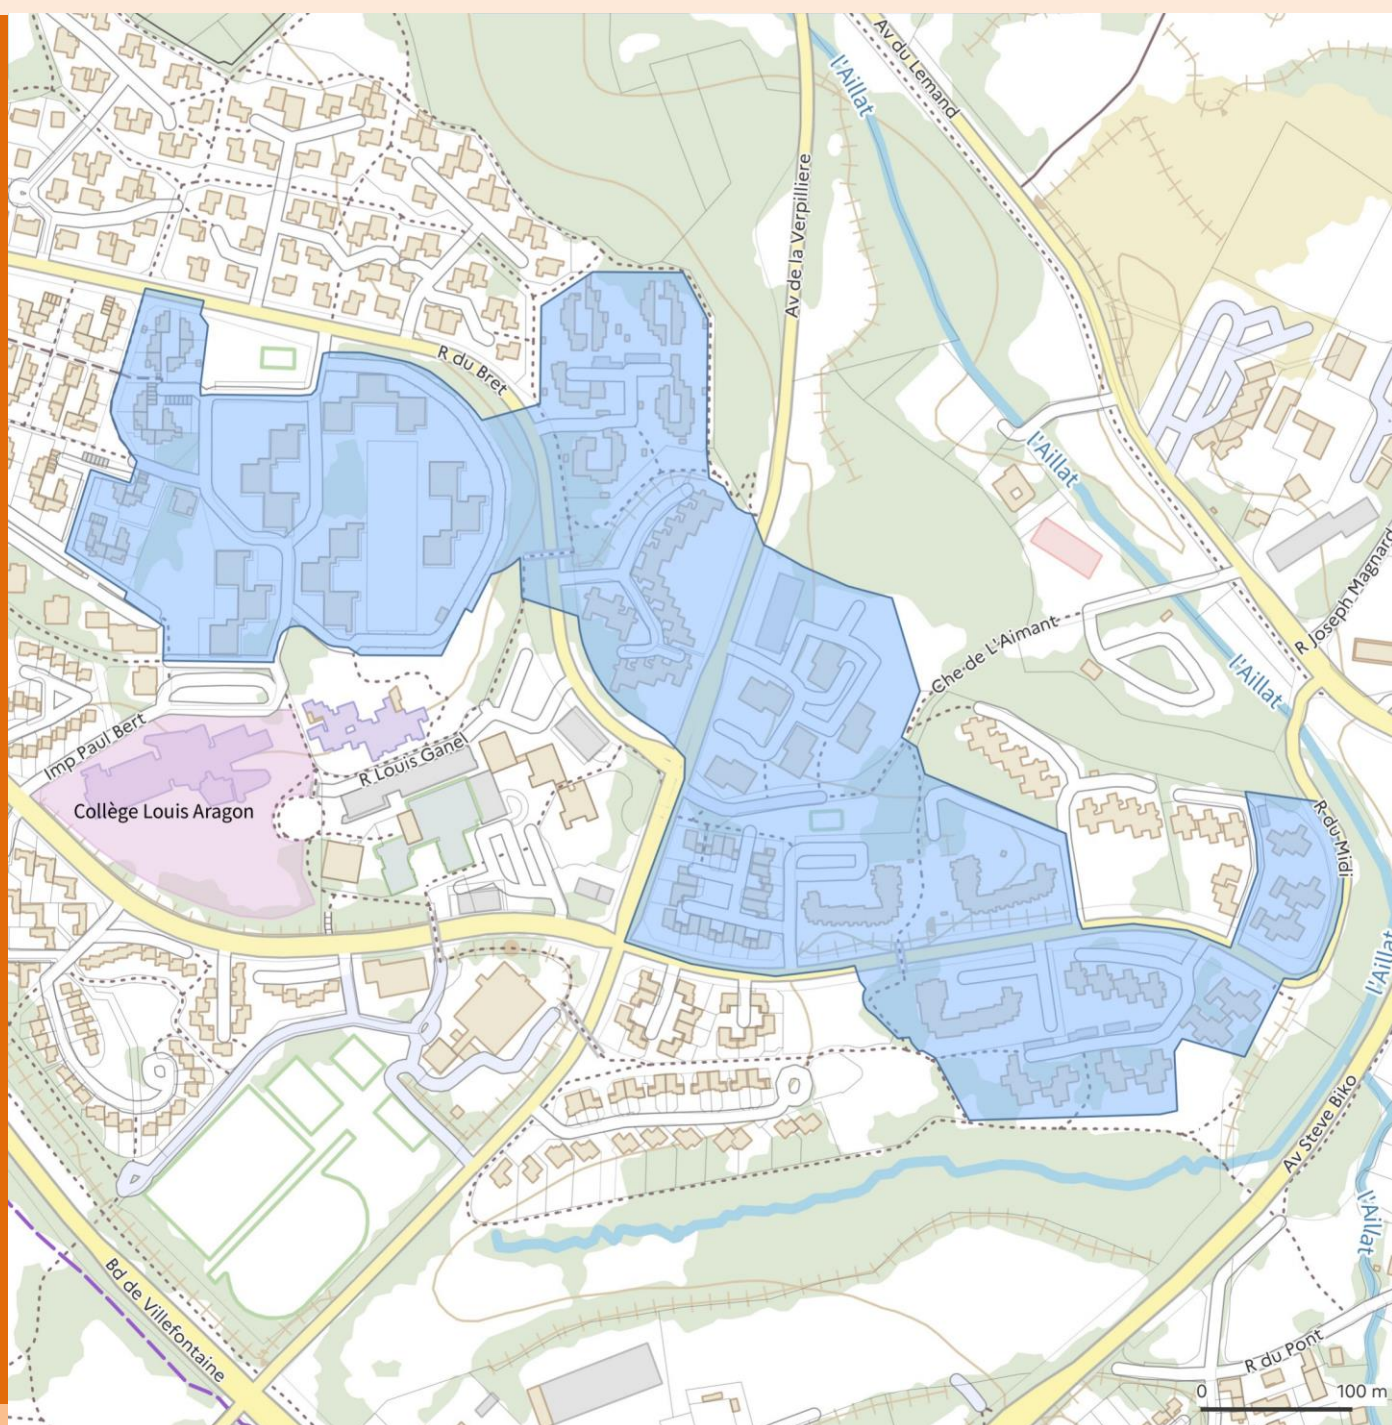 Av du Lemand
l'Aillat
Av de la Verpilliere
R du Bret
l'Aillat
R Joseph Magnard
Che de L'Aimant
l'Aillat
Imp Paul Bert
R Louis Ganel
Collège Louis Aragon
R du Midi
l'Aillat
Av Steve Biko
l'Aillat
Bd de Villefontaine
R du Pont
0 100 m